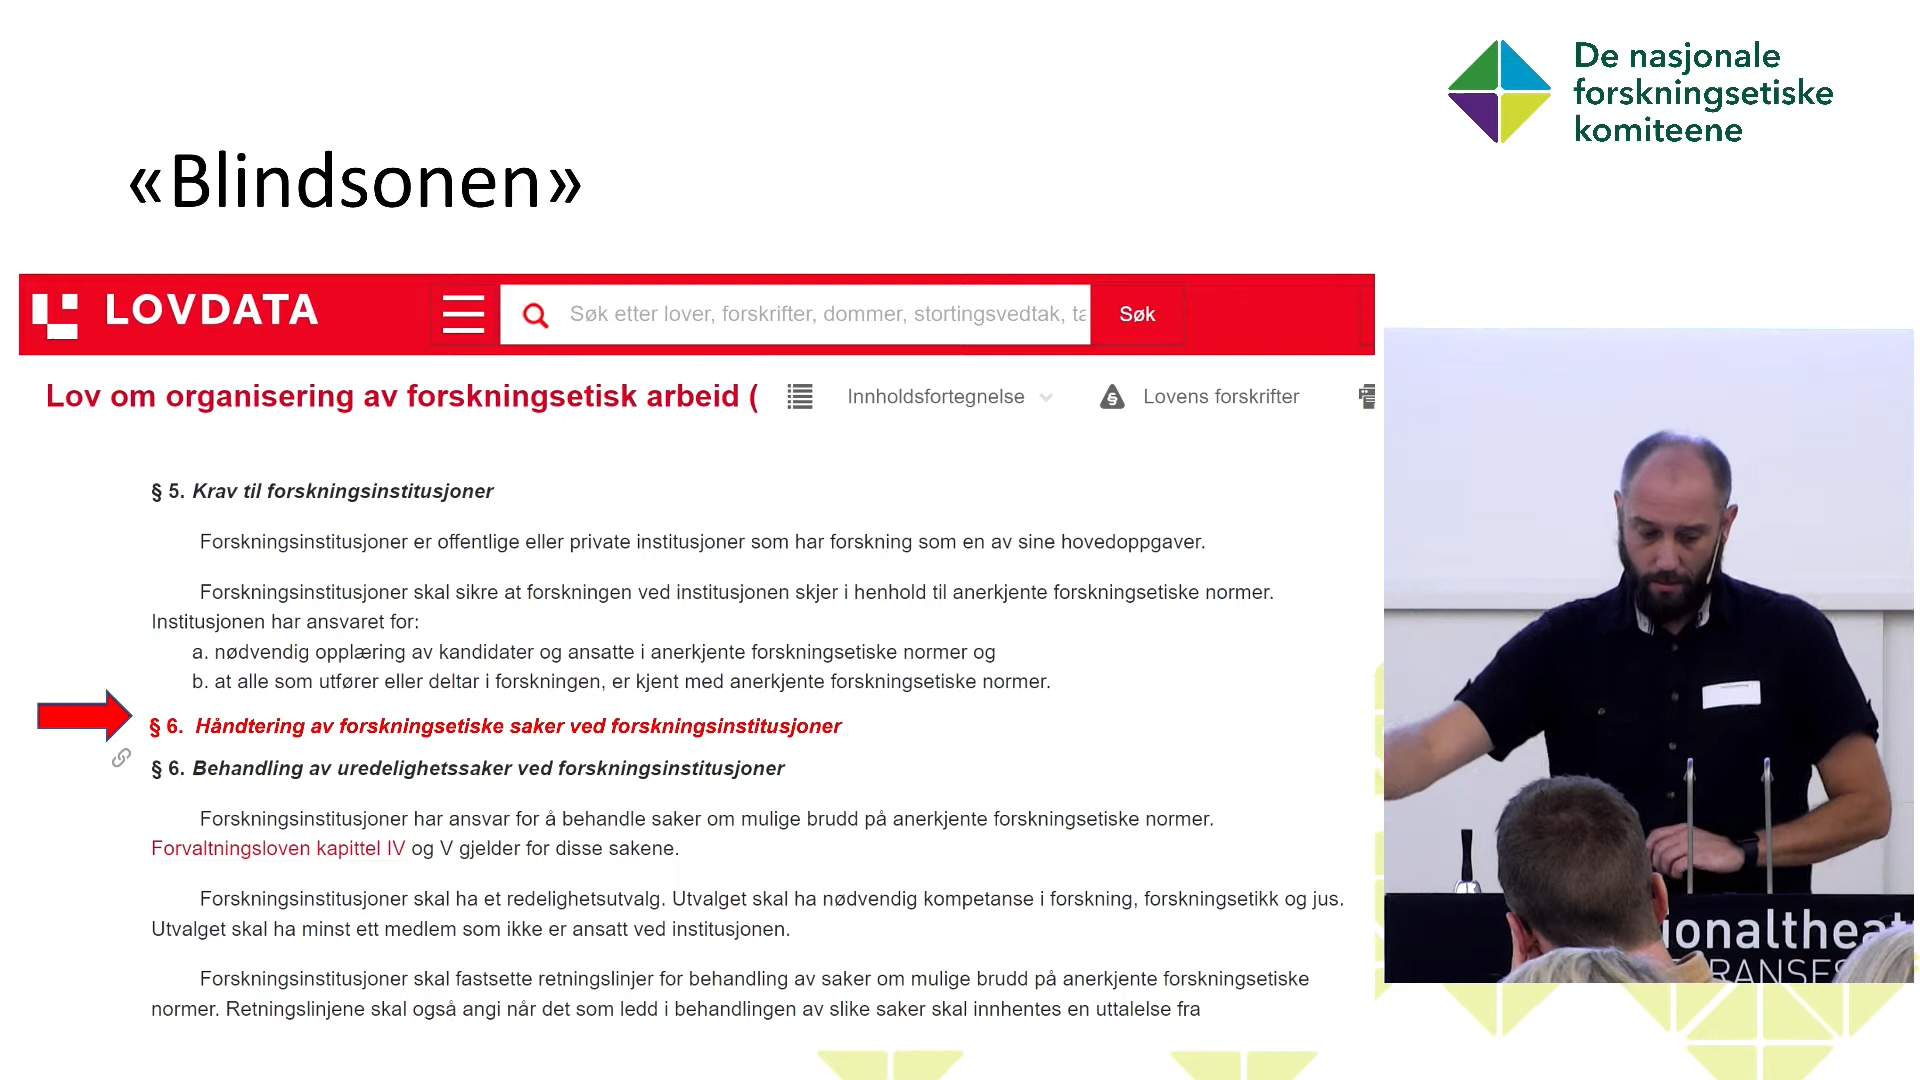 De nasjonale
forskningsetiske
komiteene
«Blindsonen»
LOVDATA
Søk etter lover, forskrifter, dommer, stortingsvedtak,
Søk
Lov om organisering av forskningsetisk arbeid (
Innholdsfortegnelse
Lovens forskrifter
§ 5. Krav til forskningsinstitusjoner
Forskningsinstitusjoner er offentlige eller private institusjoner som har forskning som en av sine hovedoppgaver.
Forskningsinstitusjoner skal sikre at forskningen ved institusjonen skjer i henhold til anerkjente forskningsetiske normer.
Institusjonen har ansvaret for:
a. nødvendig opplæring av kandidater og ansatte i anerkjente forskningsetiske normer og
b. at alle som utfører eller deltar i forskningen, er kjent med anerkjente forskningsetiske normer.
§ 6. Håndtering av forskningsetiske saker ved forskningsinstitusjoner
§ 6. Behandling av uredelighetssaker ved forskningsinstitusjoner
Forskningsinstitusjoner har ansvar for å behandle saker om mulige brudd på anerkjente forskningsetiske normer.
Forvaltningsloven kapittel IV og V gjelder for disse sakene.
Forskningsinstitusjoner skal ha et redelighetsutvalg. Utvalget skal ha nødvendig kompetanse i forskning, forskningsetikk og jus.
Utvalget skal ha minst ett medlem som ikke er ansatt ved institusjonen.
Forskningsinstitusjoner skal fastsette retningslinjer for behandling av saker om mulige brudd på anerkjente forskningsetiske
normer. Retningslinjene skal også angi når det som ledd i behandlingen av slike saker skal innhentes en uttalelse fra